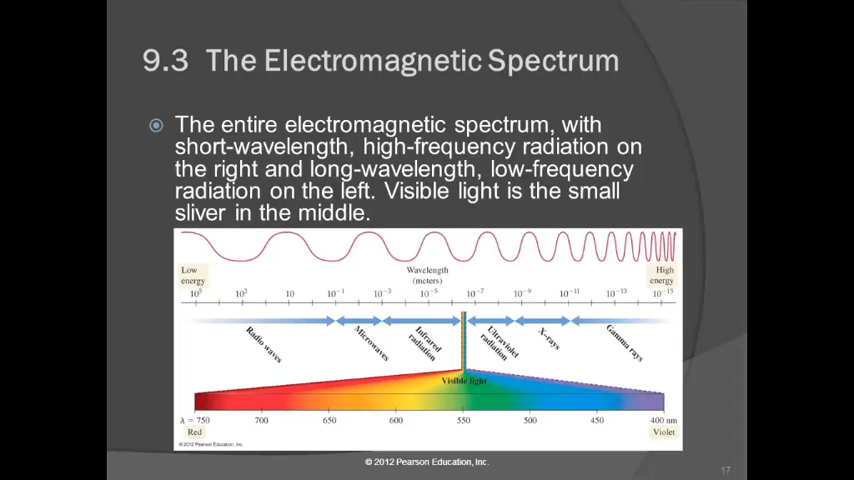 9.3 The Electromagnetic Spectrum
The entire electromagnetic spectrum, with
short-wavelength, high-frequency radiation on
the right and long-wavelength, low-frequency
radiation on the left. Visible light is the small
sliver in the middle.
Low energy
Wavelength (meters)
High energy
10⁵ 10³ 10 10⁻¹ 10⁻³ 10⁻⁵ 10⁻⁷ 10⁻⁹ 10⁻¹¹ 10⁻¹³ 10⁻¹⁵
Radio waves
Microwaves
Infrared radiation
Ultraviolet radiation
X-rays
Gamma rays
Visible light
λ = 750 700 650 600 550 500 450 400 nm
Red Violet
© 2012 Pearson Education, Inc.
© 2012 Pearson Education, Inc.
17